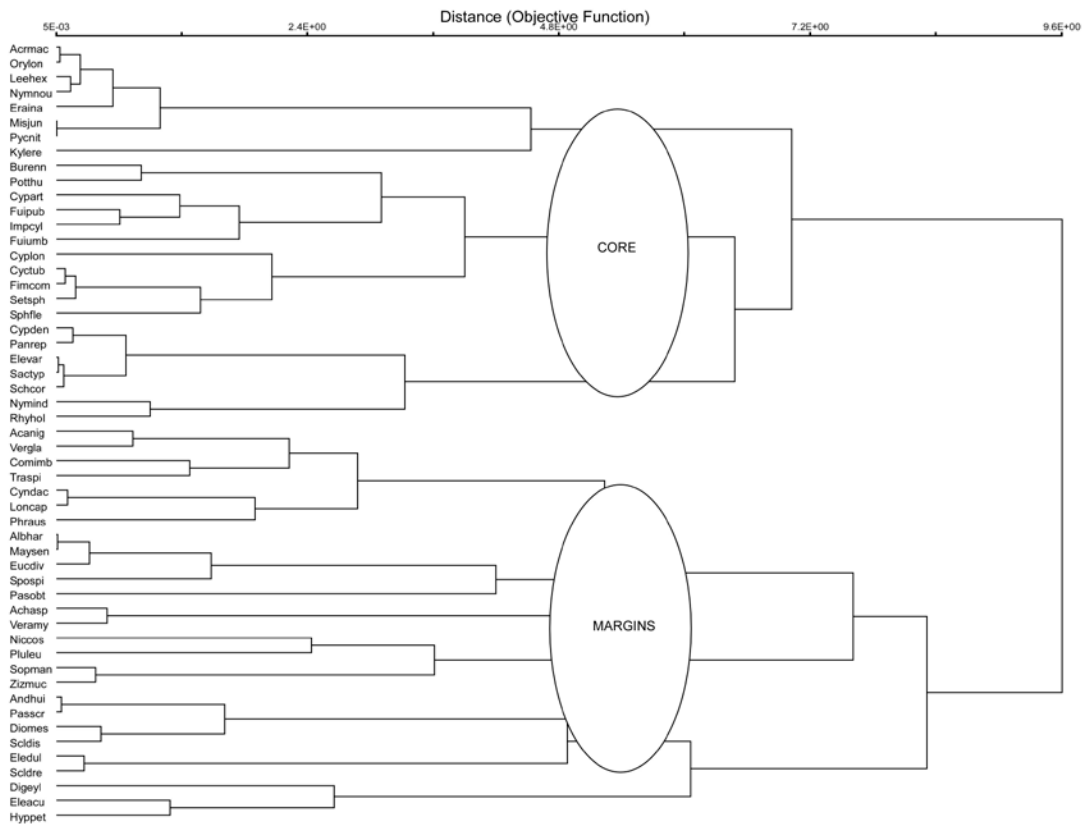 Distance (Objective Function)
5E-03 2.4E+00 4.8E+00 7.2E+00 9.6E+00
Acrmac
Orylon
Leehex
Nymnou
Eraina
Misjun
Pycnit
Kylere
Burenn
Potthu
Cypart
Fuipub
Impcyl
Fuiumb
Cyplon
Cyctub
Fimcom
Setsph
Sphfle
Cypden
Panrep
Elevar
Sactyp
Schcor
Nymind
Rhyhol
Acanig
Vergla
Comimb
Traspi
Cyndac
Loncap
Phraus
Albhar
Maysen
Eucdiv
Spospi
Pasobt
Achasp
Veramy
Niccos
Pluleu
Sopman
Zizmuc
Andhui
Passcr
Diomes
Scldis
Eledul
Scldre
Digeyl
Eleacu
Hyppet
CORE
MARGINS